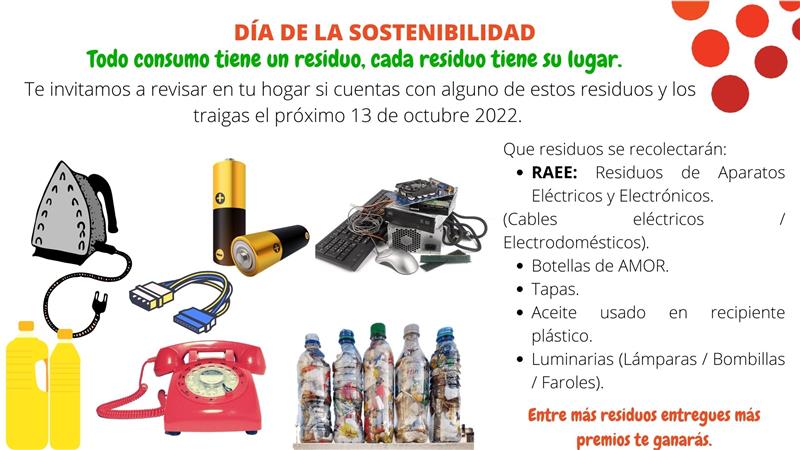 DÍA DE LA SOSTENIBILIDAD
Todo consumo tiene un residuo, cada residuo tiene su lugar.
Te invitamos a revisar en tu hogar si cuentas con alguno de estos residuos y los
traigas el próximo 13 de octubre 2022.
Que residuos se recolectarán:
• RAEE: Residuos de Aparatos
Eléctricos y Electrónicos.
(Cables eléctricos /
Electrodomésticos).
• Botellas de AMOR.
• Tapas.
• Aceite usado en recipiente
plástico.
• Luminarias (Lámparas / Bombillas
/ Faroles).
Entre más residuos entregues más
premios te ganarás.